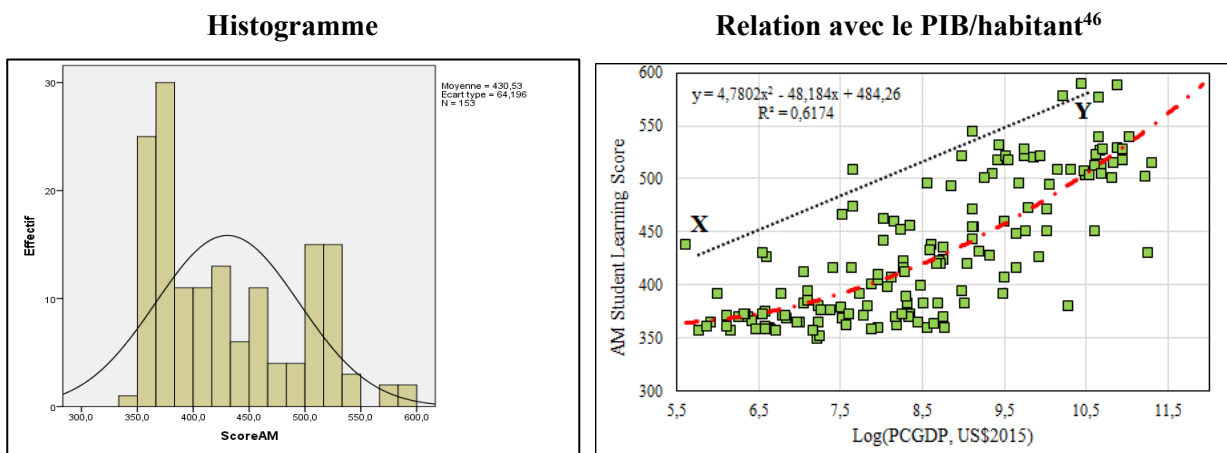 Histogramme
Relation avec le PIB/habitant⁴⁶
Moyenne = 430,53
Ecart type = 64,196
N = 153
30
20
10
0
Effectif
300,0 350,0 400,0 450,0 500,0 550,0 600,0
ScoreAM
y = 4,7802x² - 48,184x + 484,26
R² = 0,6174
X
Y
600
550
500
450
400
350
300
AM Student Learning Score
5,5 6,5 7,5 8,5 9,5 10,5 11,5
Log(PCGDP, US$2015)